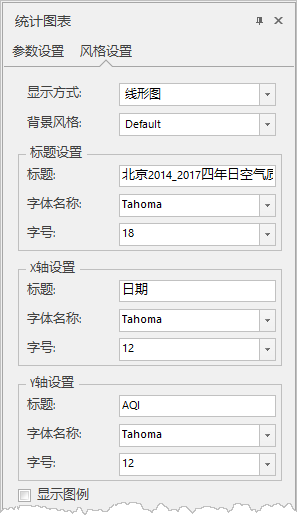 统计图表
参数设置 风格设置
显示方式: 线形图
背景风格: Default
标题设置
标题: 北京2014_2017四年日空气
字体名称: Tahoma
字号: 18
X轴设置
标题: 日期
字体名称: Tahoma
字号: 12
Y轴设置
标题: AQI
字体名称: Tahoma
字号: 12
显示图例